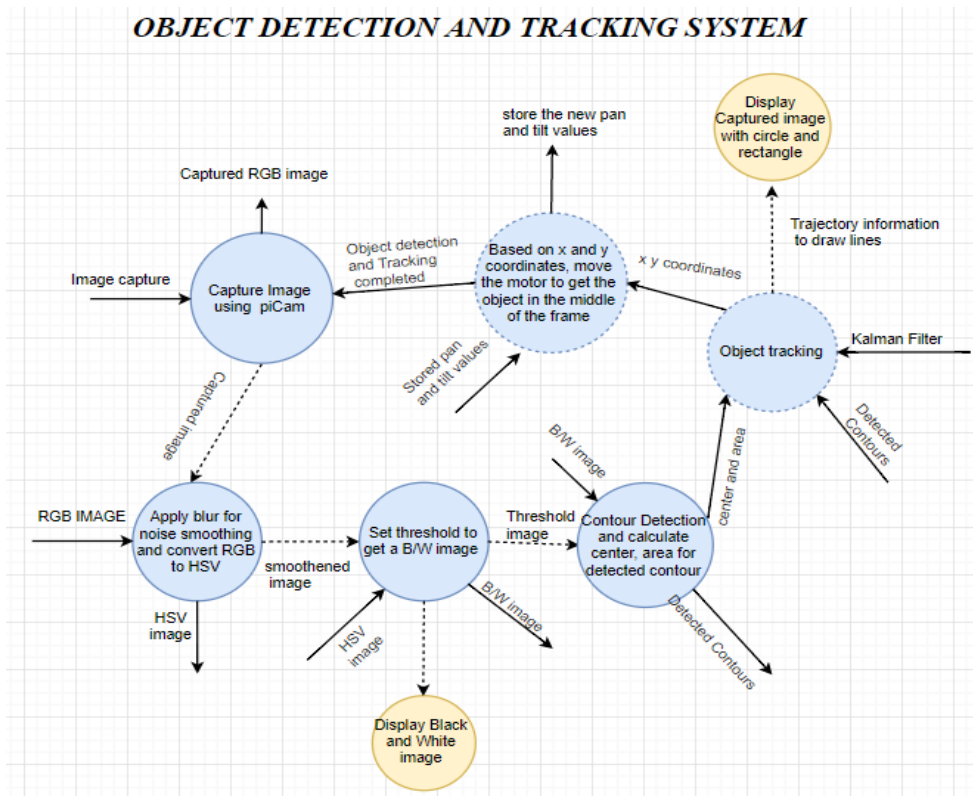 OBJECT DETECTION AND TRACKING SYSTEM
Display
Captured image
with circle and
rectangle
store the new pan
and tilt values
Captured RGB image
Trajectory information
to draw lines
Object detection
and Tracking
completed
Based on x and y
coordinates, move
the motor to get the
object in the middle
of the frame
x y coordinates
Image capture
Capture Image
using piCam
Object tracking
Kalman Filter
Stored pan
and tilt values
Captured image
Detected
Contours
B/W image
center and area
RGB IMAGE
Apply blur for
noise smoothing
and convert RGB
to HSV
smoothened
image
Set threshold to
get a B/W image
Threshold
image
Contour Detection
and calculate
center, area for
detected contour
HSV
image
HSV
image
B/W image
Detected Contours
Display Black
and White
image